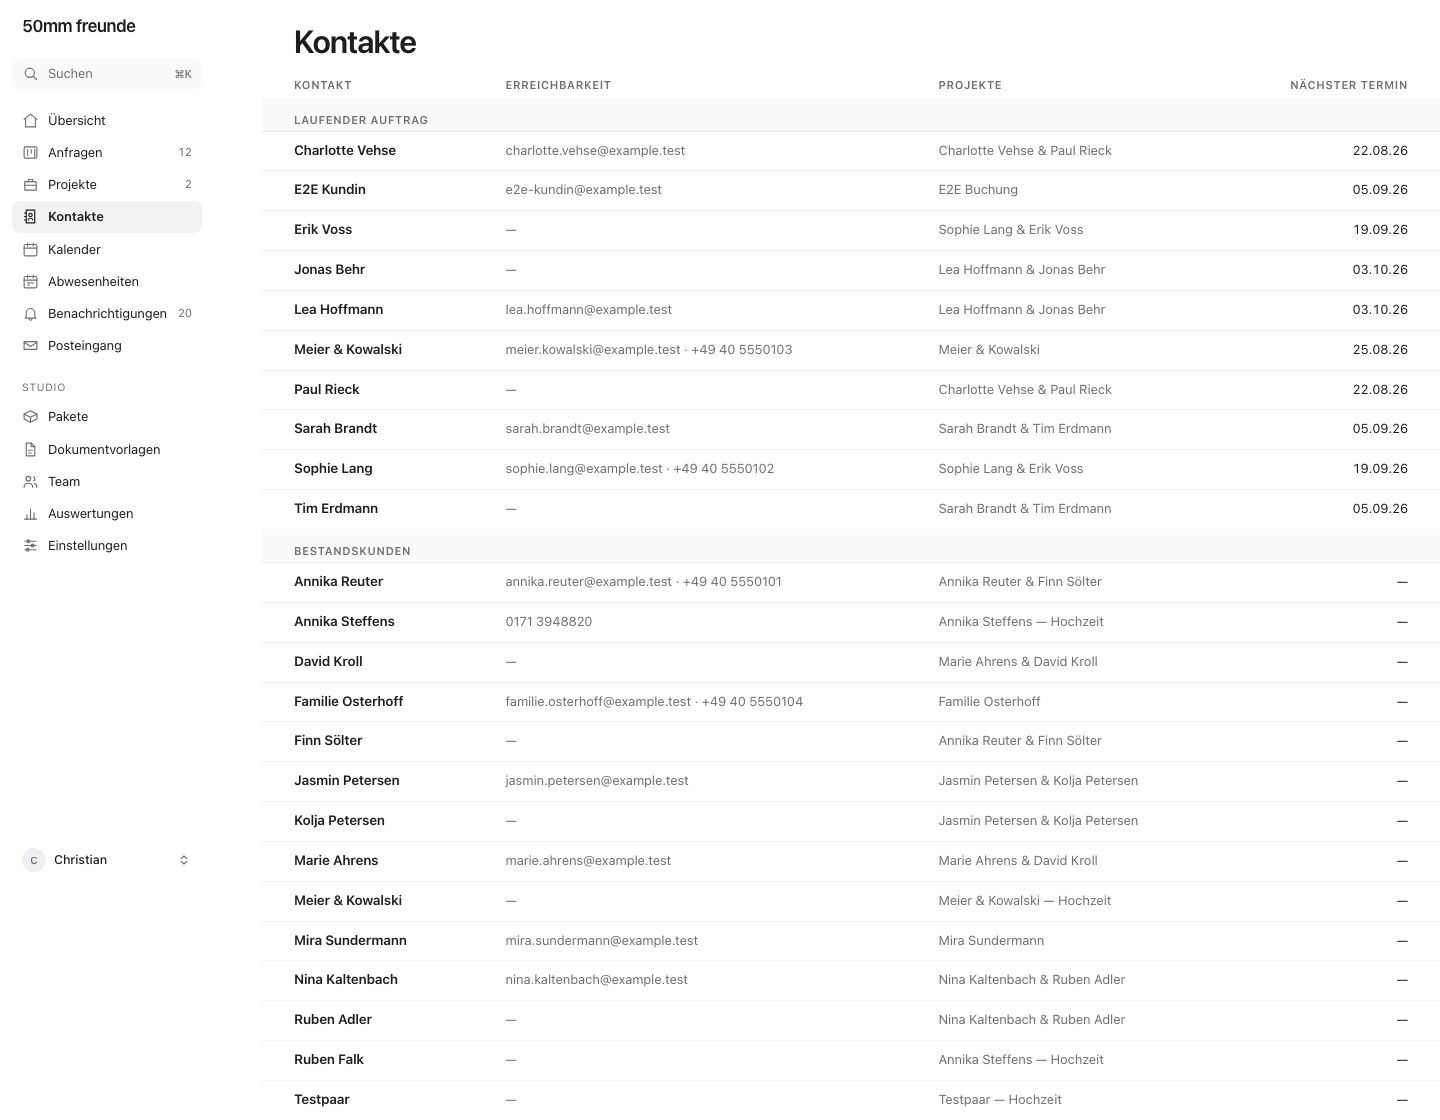 50mm freunde
Suchen ⌘K
Übersicht
Anfragen 12
Projekte 2
Kontakte
Kalender
Abwesenheiten
Benachrichtigungen 20
Posteingang
STUDIO
Pakete
Dokumentvorlagen
Team
Auswertungen
Einstellungen
C Christian
Kontakte
KONTAKT ERREICHBARKEIT PROJEKTE NÄCHSTER TERMIN
LAUFENDER AUFTRAG
Charlotte Vehse charlotte.vehse@example.test Charlotte Vehse & Paul Rieck 22.08.26
E2E Kundin e2e-kundin@example.test E2E Buchung 05.09.26
Erik Voss — Sophie Lang & Erik Voss 19.09.26
Jonas Behr — Lea Hoffmann & Jonas Behr 03.10.26
Lea Hoffmann lea.hoffmann@example.test Lea Hoffmann & Jonas Behr 03.10.26
Meier & Kowalski meier.kowalski@example.test · +49 40 5550103 Meier & Kowalski 25.08.26
Paul Rieck — Charlotte Vehse & Paul Rieck 22.08.26
Sarah Brandt sarah.brandt@example.test Sarah Brandt & Tim Erdmann 05.09.26
Sophie Lang sophie.lang@example.test · +49 40 5550102 Sophie Lang & Erik Voss 19.09.26
Tim Erdmann — Sarah Brandt & Tim Erdmann 05.09.26
BESTANDSKUNDEN
Annika Reuter annika.reuter@example.test · +49 40 5550101 Annika Reuter & Finn Sölter —
Annika Steffens 0171 3948820 Annika Steffens — Hochzeit —
David Kroll — Marie Ahrens & David Kroll —
Familie Osterhoff familie.osterhoff@example.test · +49 40 5550104 Familie Osterhoff —
Finn Sölter — Annika Reuter & Finn Sölter —
Jasmin Petersen jasmin.petersen@example.test Jasmin Petersen & Kolja Petersen —
Kolja Petersen — Jasmin Petersen & Kolja Petersen —
Marie Ahrens marie.ahrens@example.test Marie Ahrens & David Kroll —
Meier & Kowalski — Meier & Kowalski — Hochzeit —
Mira Sundermann mira.sundermann@example.test Mira Sundermann —
Nina Kaltenbach nina.kaltenbach@example.test Nina Kaltenbach & Ruben Adler —
Ruben Adler — Nina Kaltenbach & Ruben Adler —
Ruben Falk — Annika Steffens — Hochzeit —
Testpaar — Testpaar — Hochzeit —